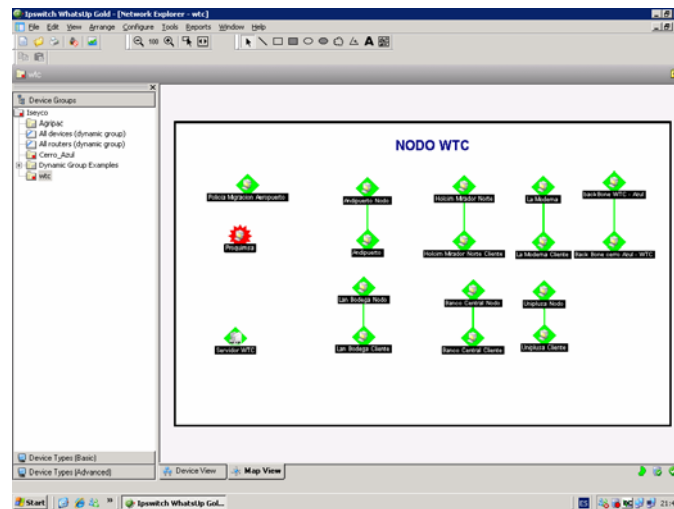 Ipswitch WhatsUp Gold - [Network Explorer - wtc]
File Edit View Arrange Configure Tools Reports Window Help
100
wtc
Device Groups
Iseyco
Agripac
All devices (dynamic group)
All routers (dynamic group)
Cerro_Azul
Dynamic Group Examples
wtc
NODO WTC
Policia Migracion Aeropuerto
Andipuerto Nodo
Holcim Mirador Norte
La Moderna
Back Bone WTC - Azul
Proquimsa
Andipuerto
Holcim Mirador Norte Cliente
La Moderna Cliente
Back Bone cerro Azul - WTC
Lan Bodega Nodo
Banco Central Nodo
Uniplusa Nodo
Servidor WTC
Lan Bodega Cliente
Banco Central Cliente
Uniplusa Cliente
Device Types (Basic)
Device Types (Advanced)
Device View
Map View
Start
Ipswitch WhatsUp Gol...
ES